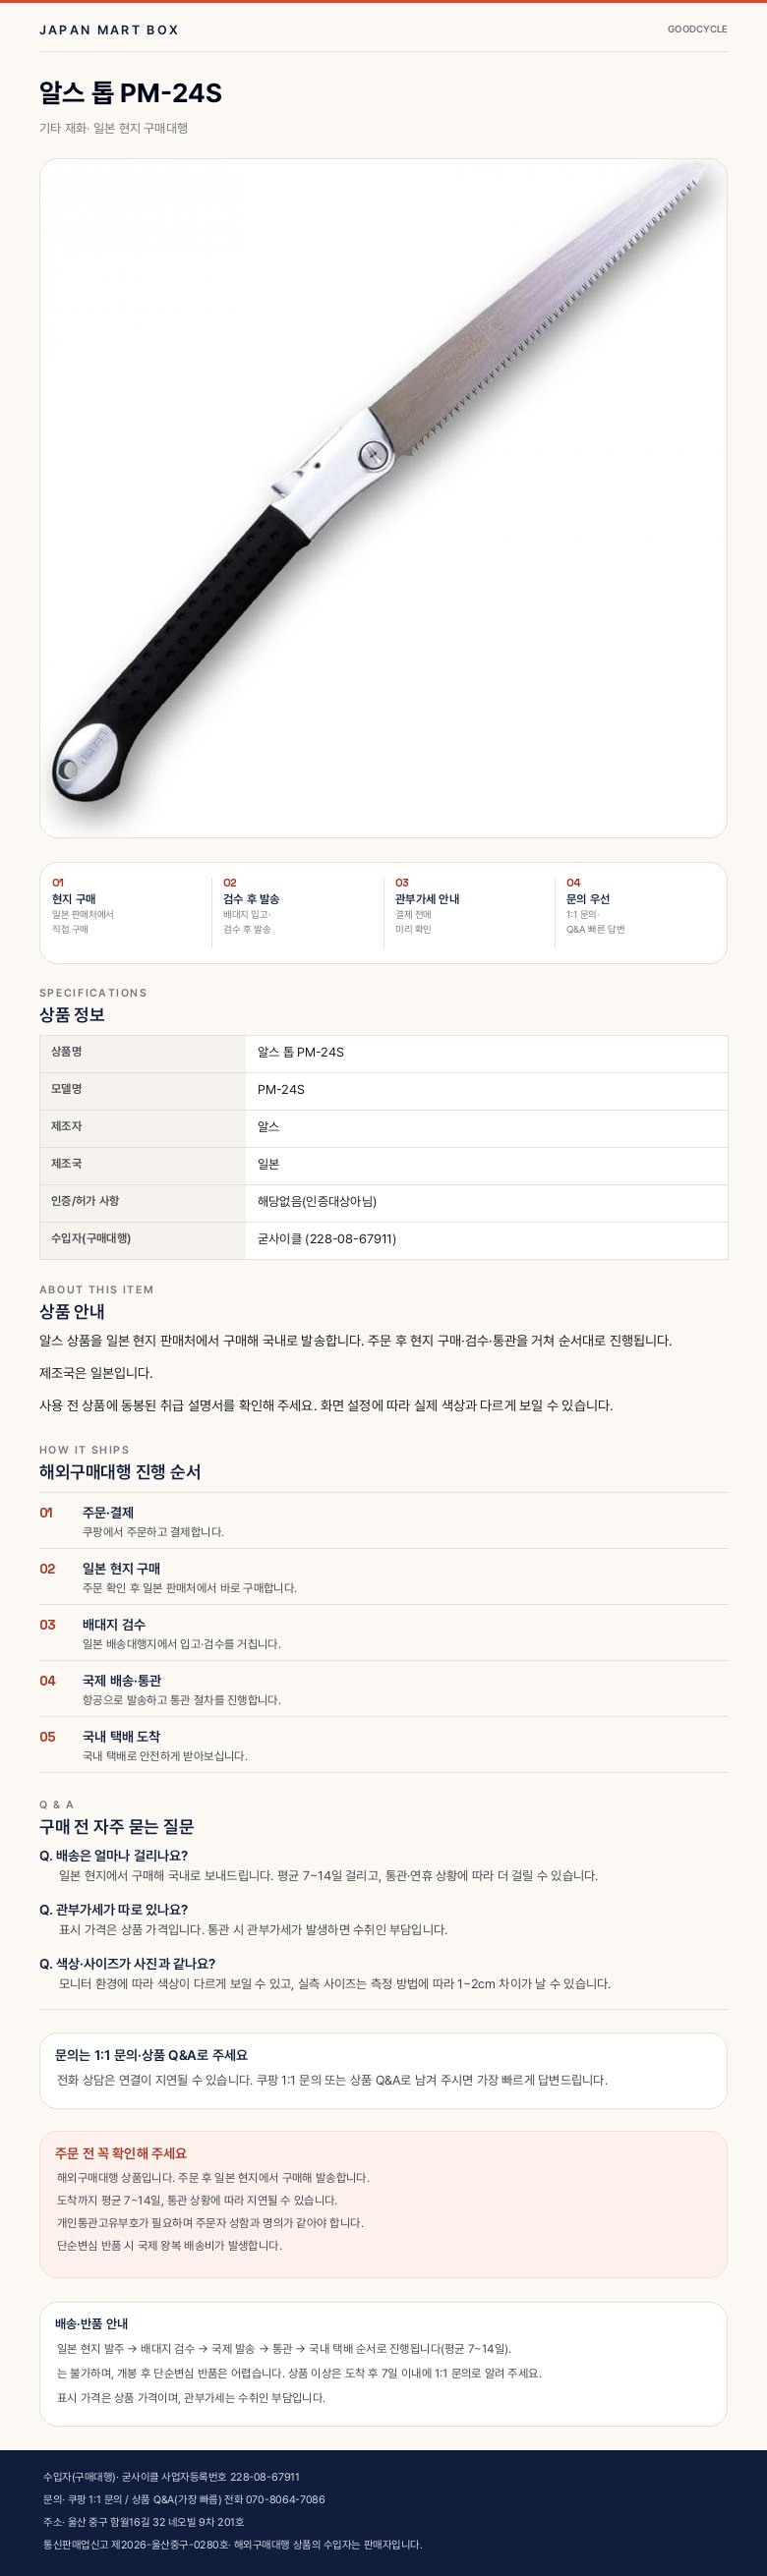 JAPAN MART BOX
GOODCYCLE
알스 톱 PM-24S
기타 재화· 일본 현지 구매대행
01
현지 구매
일본 판매처에서
직접 구매
02
검수 후 발송
배대지 입고·
검수 후 발송
03
관부가세 안내
결제 전에
미리 확인
04
문의 우선
1:1 문의·
Q&A 빠른 답변
SPECIFICATIONS
상품 정보
상품명 알스 톱 PM-24S
모델명 PM-24S
제조자 알스
제조국 일본
인증/허가 사항 해당없음(인증대상아님)
수입자(구매대행) 굳사이클 (228-08-67911)
ABOUT THIS ITEM
상품 안내
알스 상품을 일본 현지 판매처에서 구매해 국내로 발송합니다. 주문 후 현지 구매·검수·통관을 거쳐 순서대로 진행됩니다.
제조국은 일본입니다.
사용 전 상품에 동봉된 취급 설명서를 확인해 주세요. 화면 설정에 따라 실제 색상과 다르게 보일 수 있습니다.
HOW IT SHIPS
해외구매대행 진행 순서
01 주문·결제
쿠팡에서 주문하고 결제합니다.
02 일본 현지 구매
주문 확인 후 일본 판매처에서 바로 구매합니다.
03 배대지 검수
일본 배송대행지에서 입고·검수를 거칩니다.
04 국제 배송·통관
항공으로 발송하고 통관 절차를 진행합니다.
05 국내 택배 도착
국내 택배로 안전하게 받아보십니다.
Q & A
구매 전 자주 묻는 질문
Q. 배송은 얼마나 걸리나요?
일본 현지에서 구매해 국내로 보내드립니다. 평균 7~14일 걸리고, 통관·연휴 상황에 따라 더 걸릴 수 있습니다.
Q. 관부가세가 따로 있나요?
표시 가격은 상품 가격입니다. 통관 시 관부가세가 발생하면 수취인 부담입니다.
Q. 색상·사이즈가 사진과 같나요?
모니터 환경에 따라 색상이 다르게 보일 수 있고, 실측 사이즈는 측정 방법에 따라 1~2cm 차이가 날 수 있습니다.
문의는 1:1 문의·상품 Q&A로 주세요
전화 상담은 연결이 지연될 수 있습니다. 쿠팡 1:1 문의 또는 상품 Q&A로 남겨 주시면 가장 빠르게 답변드립니다.
주문 전 꼭 확인해 주세요
해외구매대행 상품입니다. 주문 후 일본 현지에서 구매해 발송합니다.
도착까지 평균 7~14일, 통관 상황에 따라 지연될 수 있습니다.
개인통관고유부호가 필요하며 주문자 성함과 명의가 같아야 합니다.
단순변심 반품 시 국제 왕복 배송비가 발생합니다.
배송·반품 안내
일본 현지 발주 → 배대지 검수 → 국제 발송 → 통관 → 국내 택배 순서로 진행됩니다(평균 7~14일).
는 불가하며, 개봉 후 단순변심 반품은 어렵습니다. 상품 이상은 도착 후 7일 이내에 1:1 문의로 알려 주세요.
표시 가격은 상품 가격이며, 관부가세는 수취인 부담입니다.
수입자(구매대행)· 굳사이클 사업자등록번호 228-08-67911
문의· 쿠팡 1:1 문의 / 상품 Q&A(가장 빠름) 전화 070-8064-7086
주소· 울산 중구 함월16길 32 네오빌 9차 201호
통신판매업신고 제2026-울산중구-0280호· 해외구매대행 상품의 수입자는 판매자입니다.